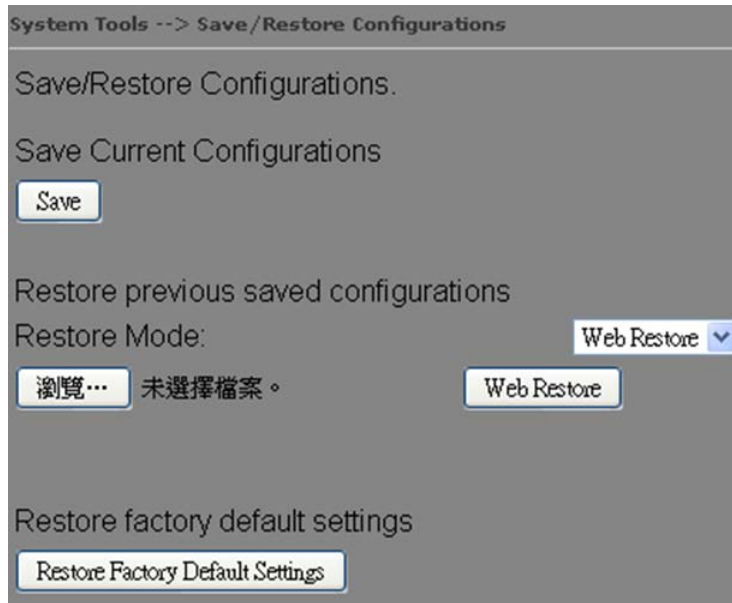 System Tools --> Save/Restore Configurations
Save/Restore Configurations.
Save Current Configurations
Save
Restore previous saved configurations
Restore Mode: Web Restore
瀏覽… 未選擇檔案。 Web Restore
Restore factory default settings
Restore Factory Default Settings